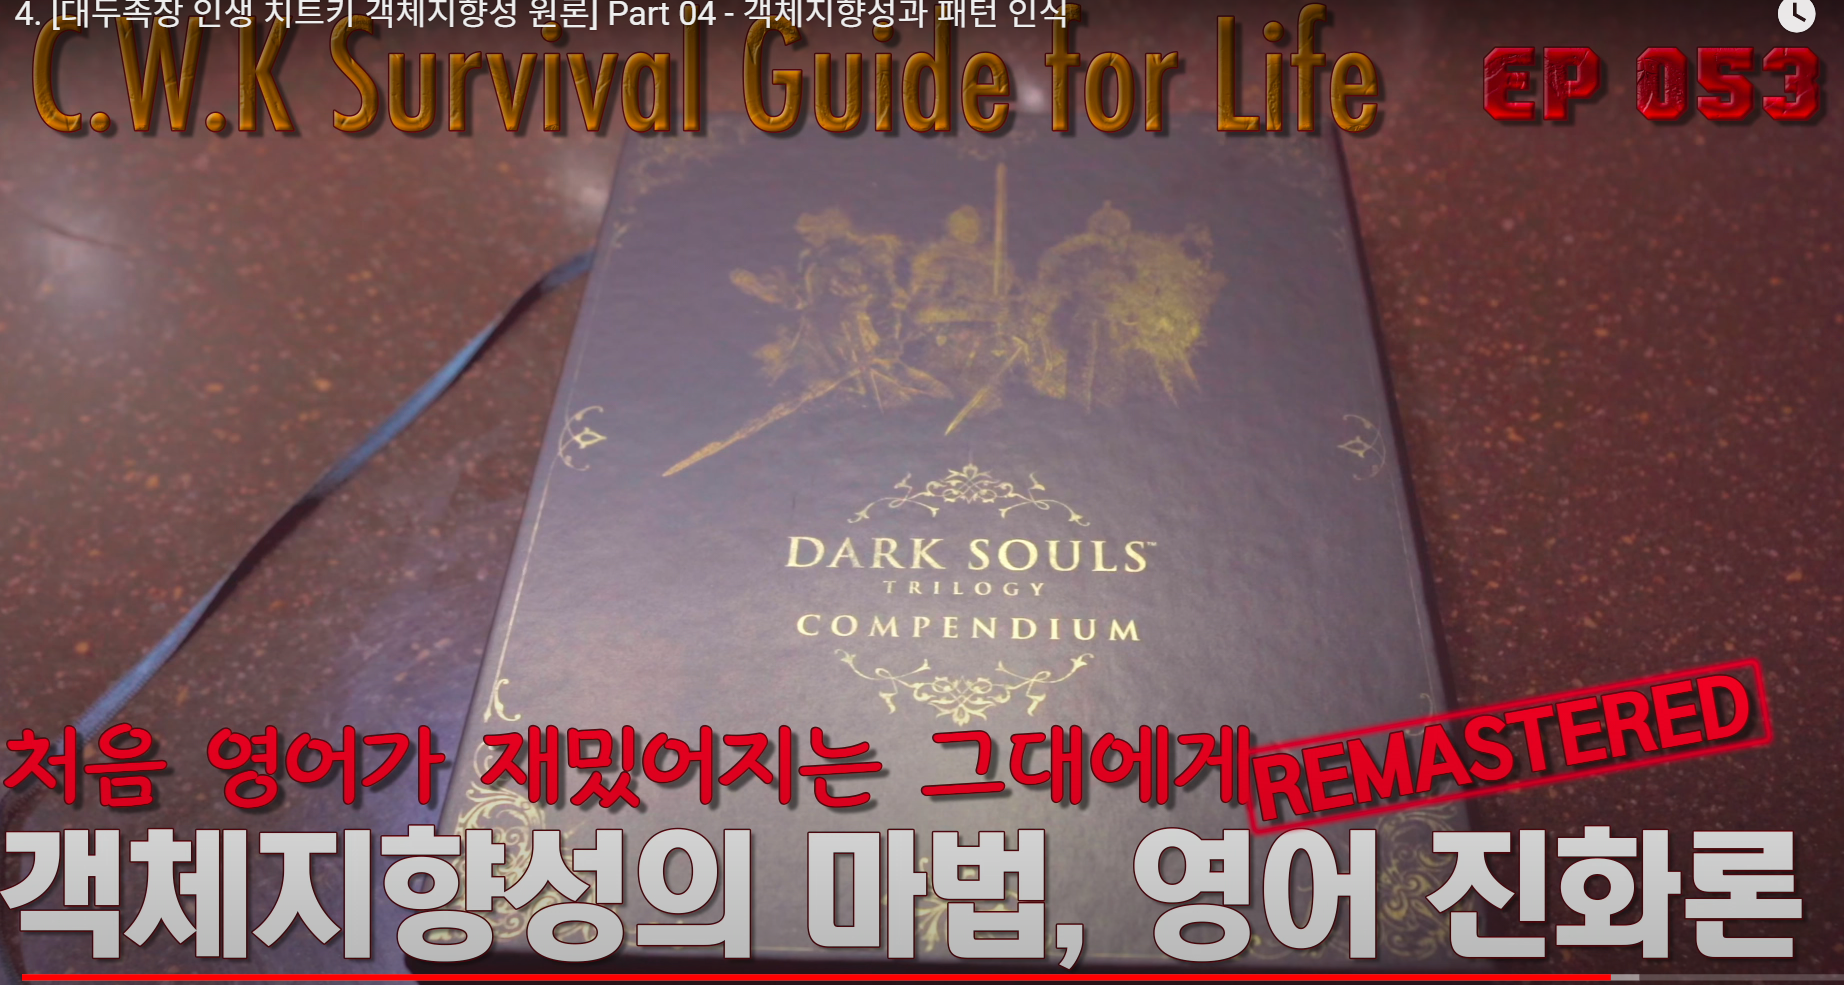 4. [대두족장 인생 치트키 객체지향성 원론] Part 04 - 객체지향성과 패턴 인식
C.W.K Survival Guide for Life
EP 053
DARK SOULS™
TRILOGY
COMPENDIUM
처음 영어가 재밌어지는 그대에게
REMASTERED
객체지향성의 마법, 영어 진화론